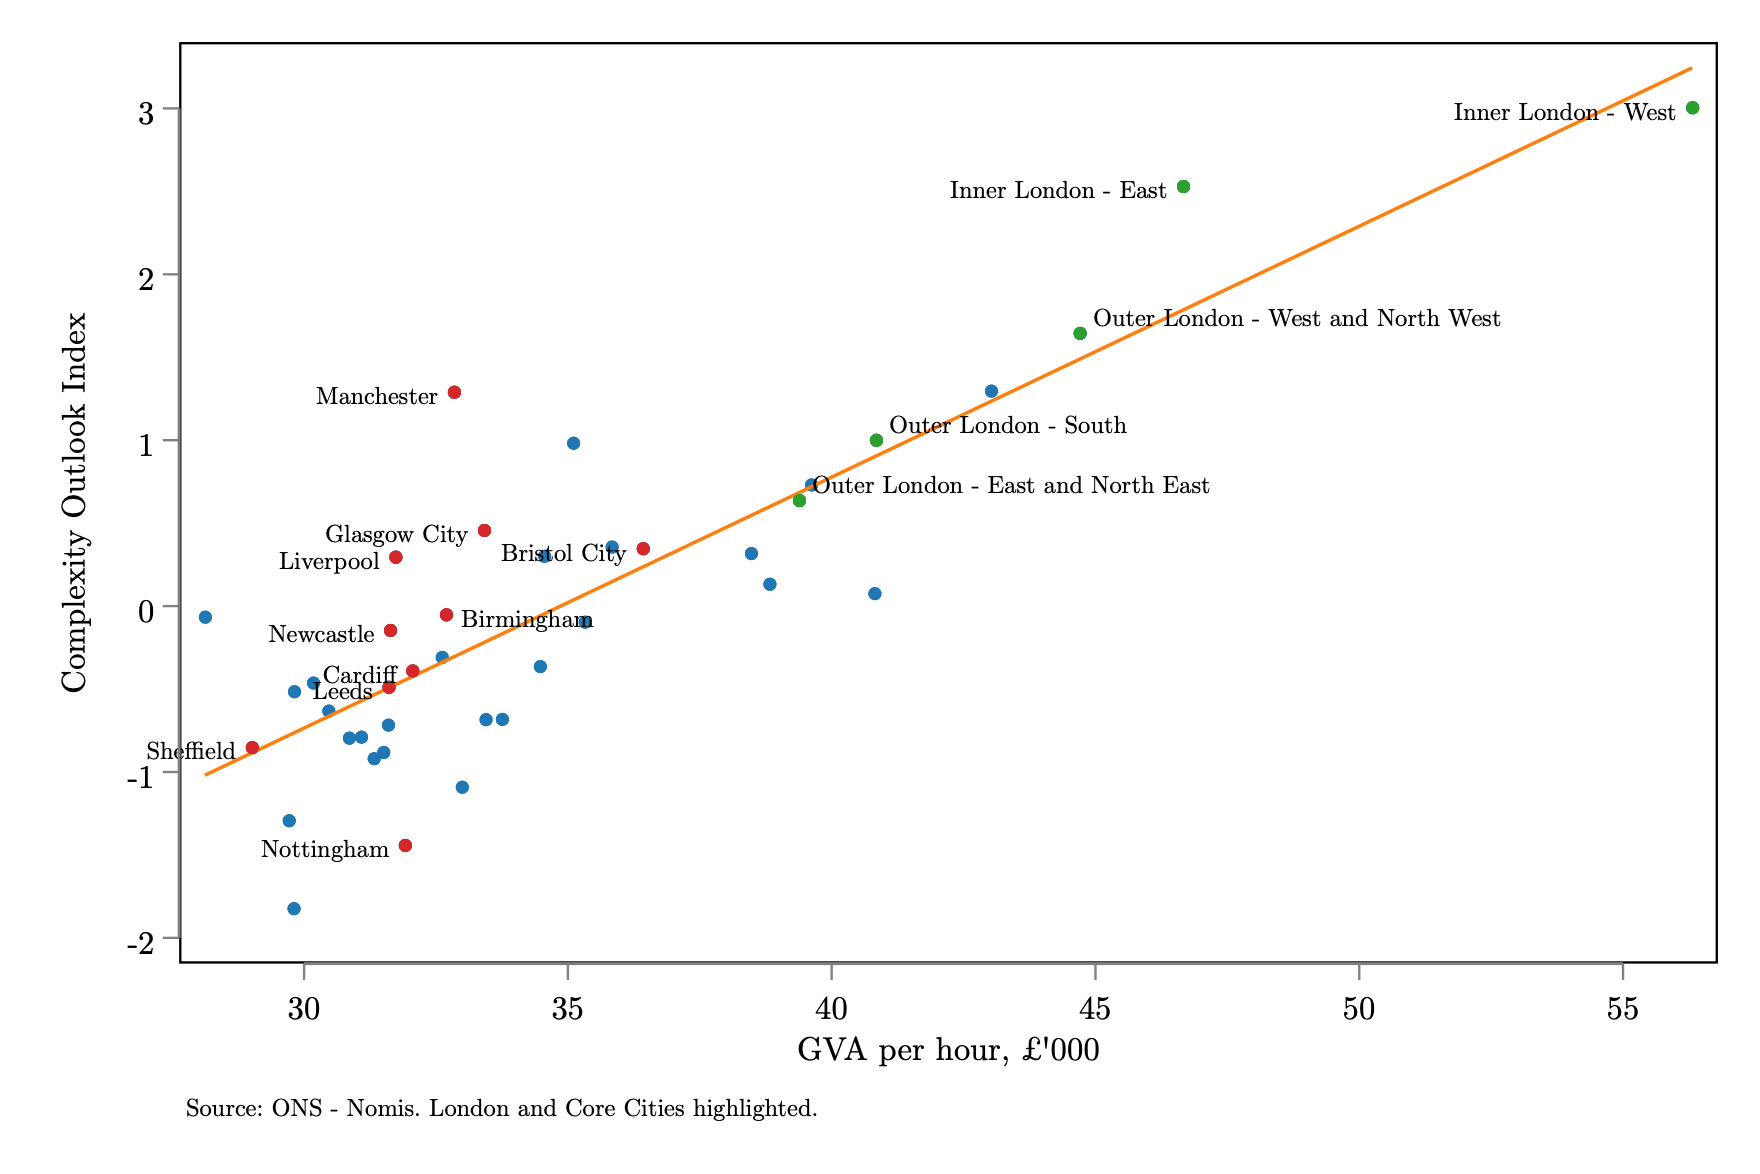 3
Inner London - West
Inner London - East
2
Outer London - West and North West
Manchester
Outer London - South
1
Outer London - East and North East
Glasgow City
Bristol City
Liverpool
0
Birmingham
Newcastle
Cardiff
Leeds
Sheffield
-1
Nottingham
-2
Complexity Outlook Index
30 35 40 45 50 55
GVA per hour, £'000
Source: ONS - Nomis. London and Core Cities highlighted.